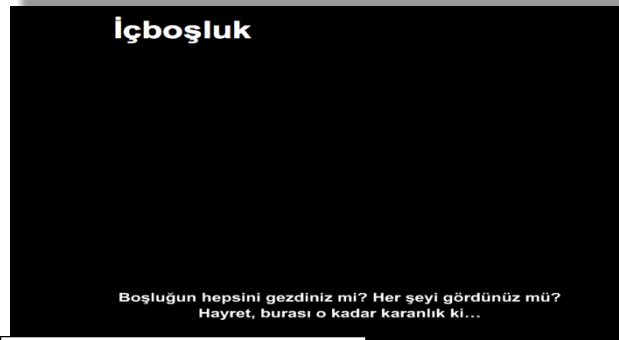 İçboşluk
Boşluğun hepsini gezdiniz mi? Her şeyi gördünüz mü?
Hayret, burası o kadar karanlık ki...